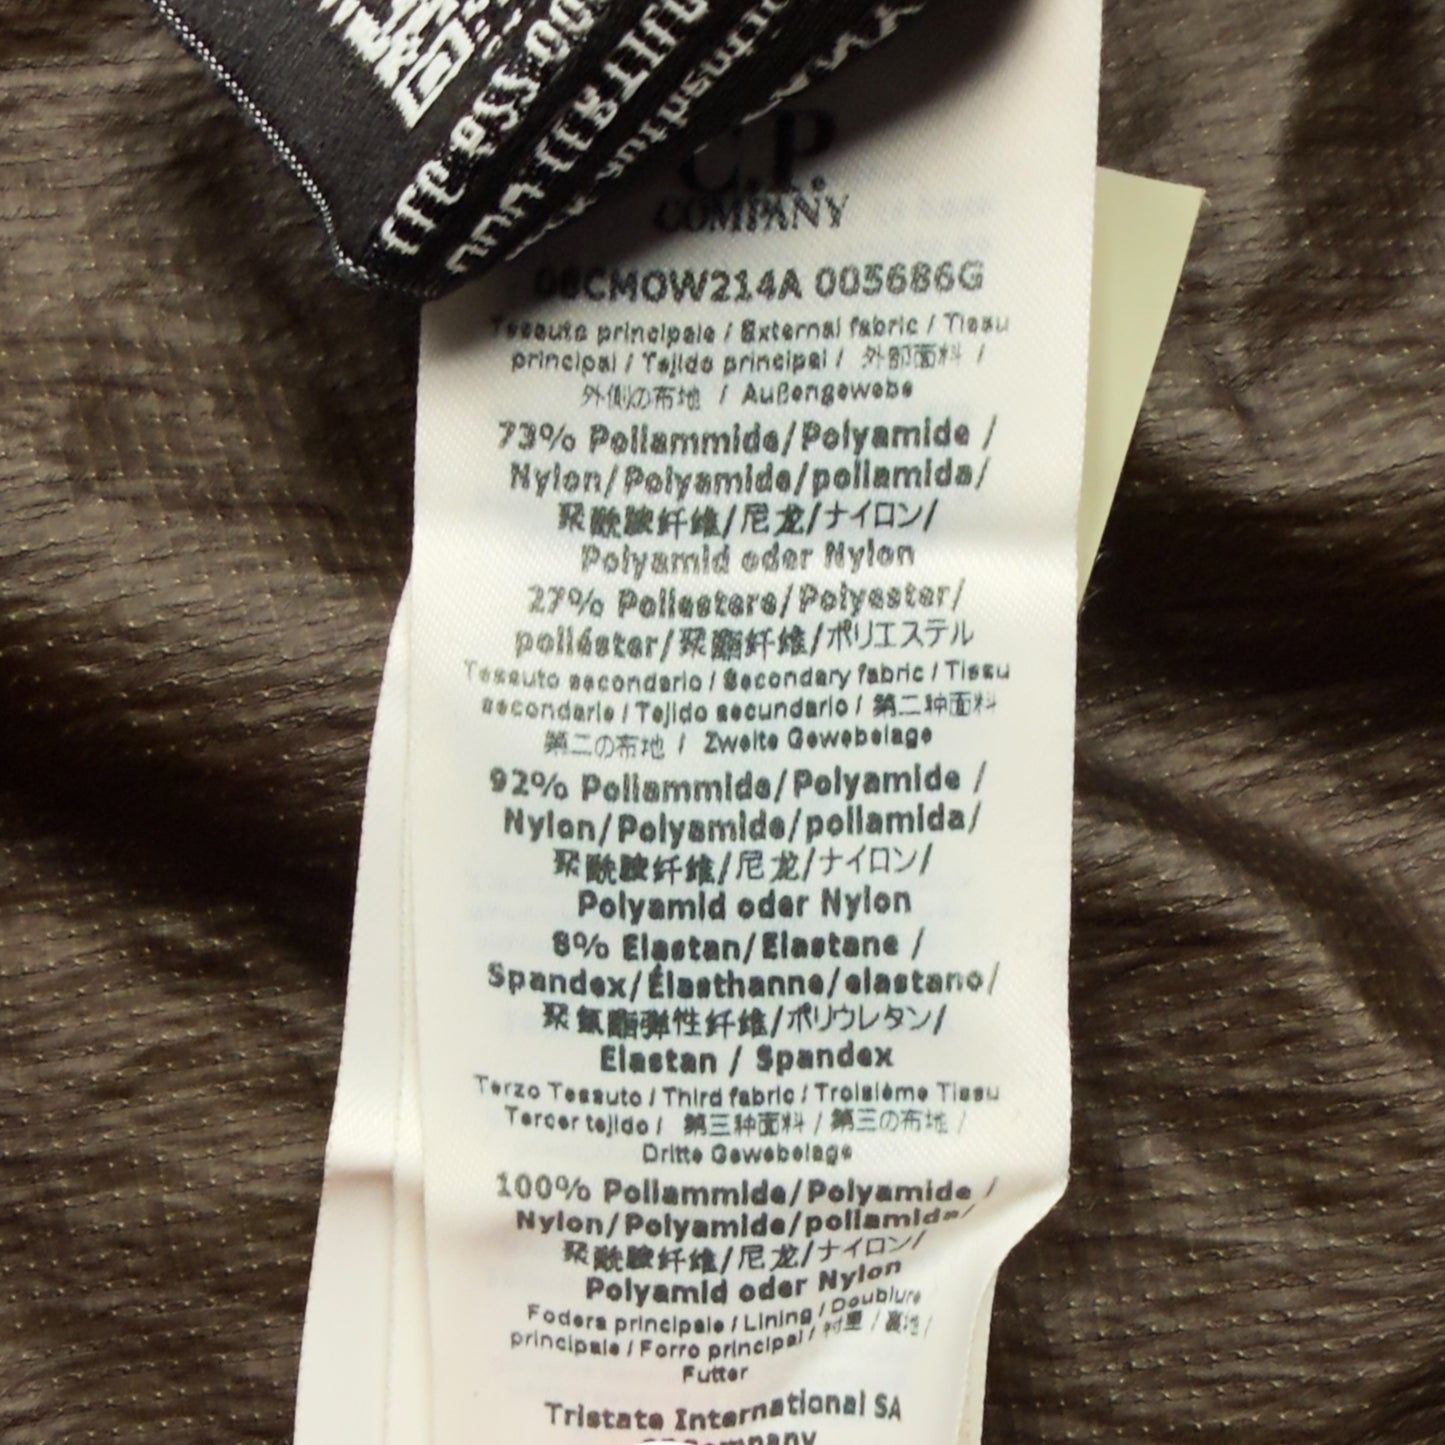 C.P.
COMPANY
08CMOW214A 005686G
Tessuto principale / External fabric / Tissu
principal / Tejido principal / 外部面料 /
外側の布地 / Außengewebe
73% Poliammide/Polyamide /
Nylon/Polyamide/poliamida/
聚酰胺纤维/尼龙/ナイロン/
Polyamid oder Nylon
27% Poliestere/Polyester/
poliéster/聚酯纤维/ポリエステル
Tessuto secondario / Secondary fabric / Tissu
secondarie / Tejido secundario / 第二种面料
第二の布地 / Zweite Gewebelage
92% Poliammide/Polyamide /
Nylon/Polyamide/poliamida/
聚酰胺纤维/尼龙/ナイロン/
Polyamid oder Nylon
8% Elastan/Elastane /
Spandex/Élasthanne/elastano/
聚氨酯弹性纤维/ポリウレタン/
Elastan / Spandex
Terzo Tessuto / Third fabric / Troisième Tissu
Tercer tejido / 第三种面料 / 第三の布地 /
Dritte Gewebelage
100% Poliammide/Polyamide /
Nylon/Polyamide/poliamida/
聚酰胺纤维/尼龙/ナイロン/
Polyamid oder Nylon
Fodera principale / Lining / Doublure
principale / Forro principal / 衬里 / 裏地 /
Futter
Tristate International SA
Company